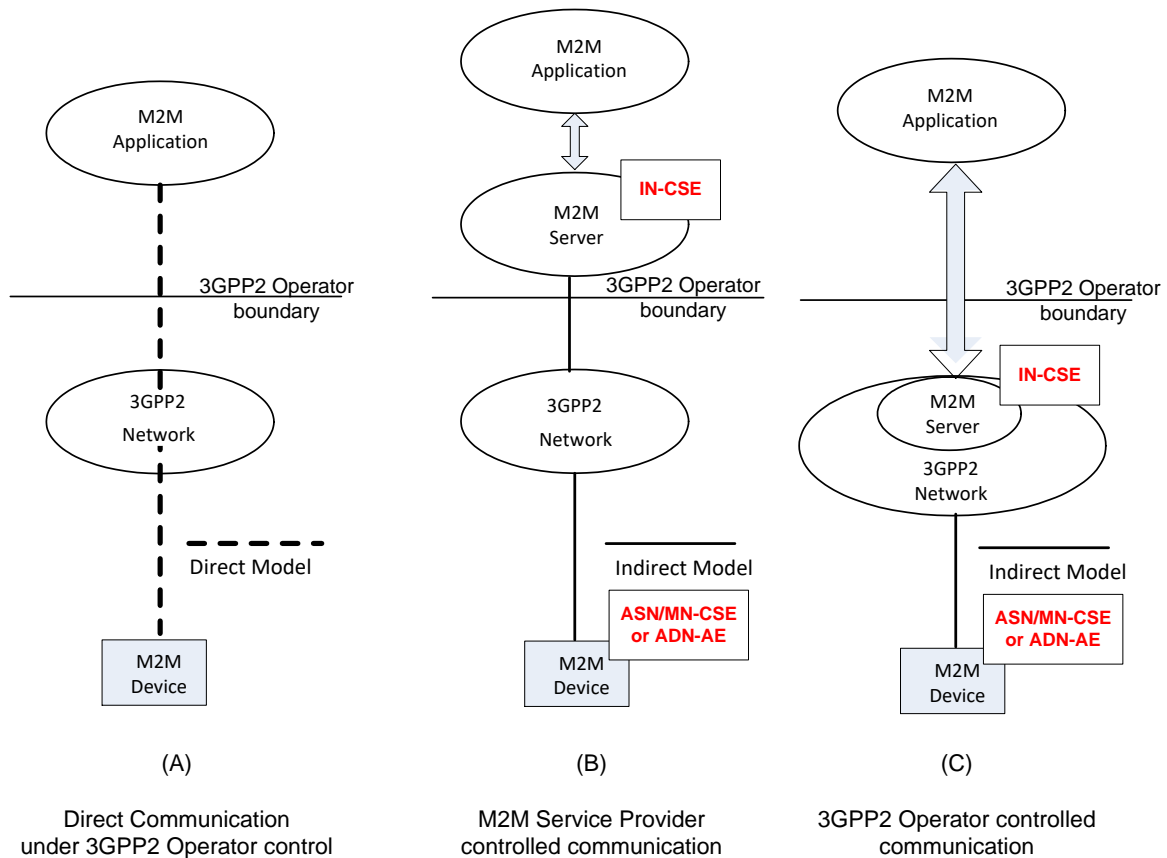 M2M
Application
3GPP2 Operator
boundary
3GPP2
Network
Direct Model
M2M
Device
(A)
Direct Communication
under 3GPP2 Operator control
M2M
Application
IN-CSE
M2M
Server
3GPP2 Operator
boundary
3GPP2
Network
Indirect Model
ASN/MN-CSE
or ADN-AE
M2M
Device
(B)
M2M Service Provider
controlled communication
M2M
Application
3GPP2 Operator
boundary
IN-CSE
M2M
Server
3GPP2
Network
Indirect Model
ASN/MN-CSE
or ADN-AE
M2M
Device
(C)
3GPP2 Operator controlled
communication